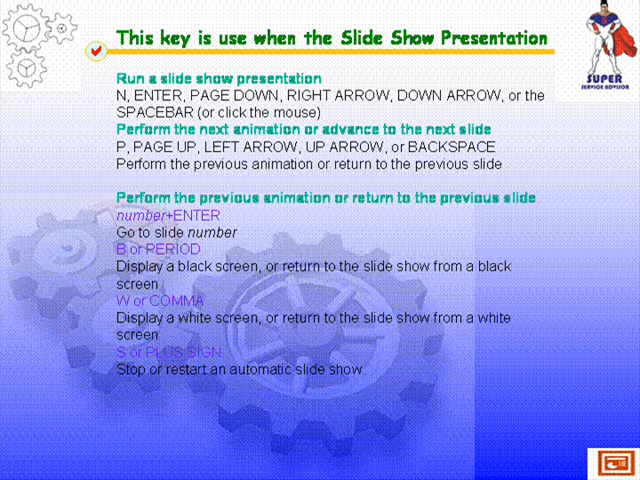 This key is use when the Slide Show Presentation
SUPER
SERVICE ADVISOR
Run a slide show presentation
N, ENTER, PAGE DOWN, RIGHT ARROW, DOWN ARROW, or the
SPACEBAR (or click the mouse)
Perform the next animation or advance to the next slide
P, PAGE UP, LEFT ARROW, UP ARROW, or BACKSPACE
Perform the previous animation or return to the previous slide
Perform the previous animation or return to the previous slide
number+ENTER
Go to slide number
B or PERIOD
Display a black screen, or return to the slide show from a black
screen
W or COMMA
Display a white screen, or return to the slide show from a white
screen
S or PLUS SIGN
Stop or restart an automatic slide show